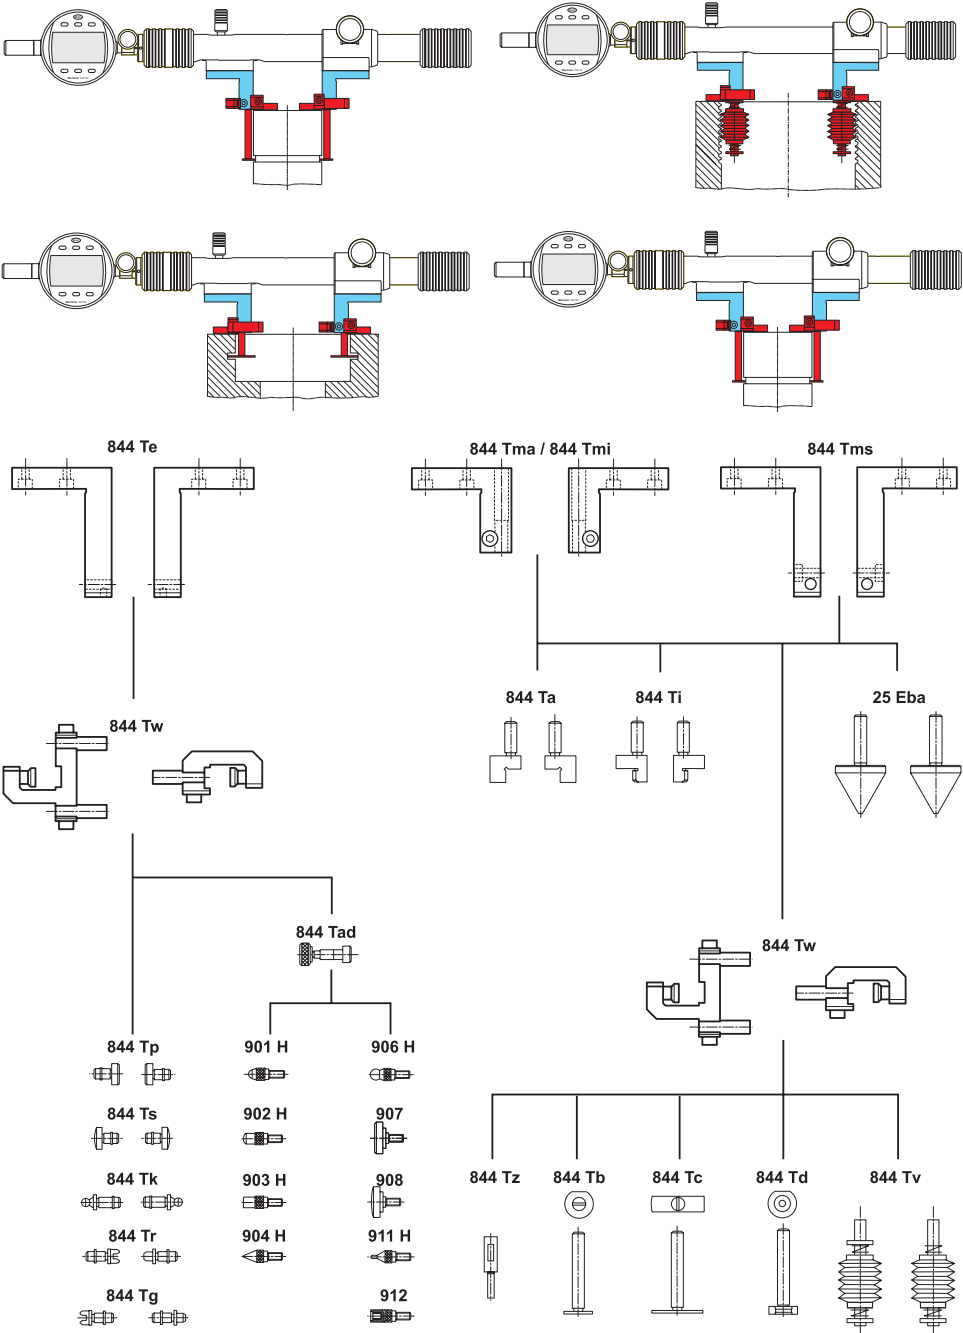 844 Te
844 Tma / 844 Tmi
844 Tms
844 Ta
844 Ti
25 Eba
844 Tw
844 Tad
844 Tw
844 Tp
901 H
906 H
844 Ts
902 H
907
844 Tk
903 H
908
844 Tz
844 Tb
844 Tc
844 Td
844 Tv
844 Tr
904 H
911 H
844 Tg
912